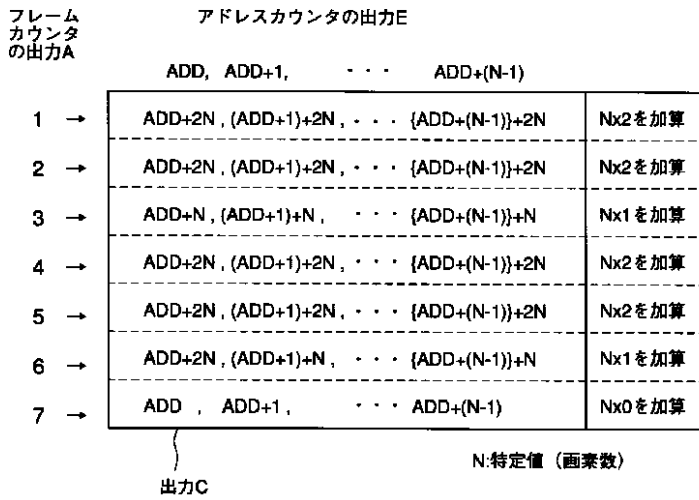 フレーム
カウンタ
の出力A
アドレスカウンタの出力E
ADD, ADD+1, ・・・ ADD+(N-1)
1 → ADD+2N , (ADD+1)+2N , ・・・ {ADD+(N-1)}+2N Nx2を加算
2 → ADD+2N , (ADD+1)+2N , ・・・ {ADD+(N-1)}+2N Nx2を加算
3 → ADD+N , {ADD+1)+N , ・・・ {ADD+(N-1)}+N Nx1を加算
4 → ADD+2N , (ADD+1)+2N , ・・・ {ADD+(N-1)}+2N Nx2を加算
5 → ADD+2N , (ADD+1)+2N , ・・・ {ADD+(N-1)}+2N Nx2を加算
6 → ADD+2N , (ADD+1)+N , ・・・ {ADD+(N-1)}+N Nx1を加算
7 → ADD , ADD+1 , ・・・ ADD+(N-1) Nx0を加算
N:特定値（画素数）
出力C